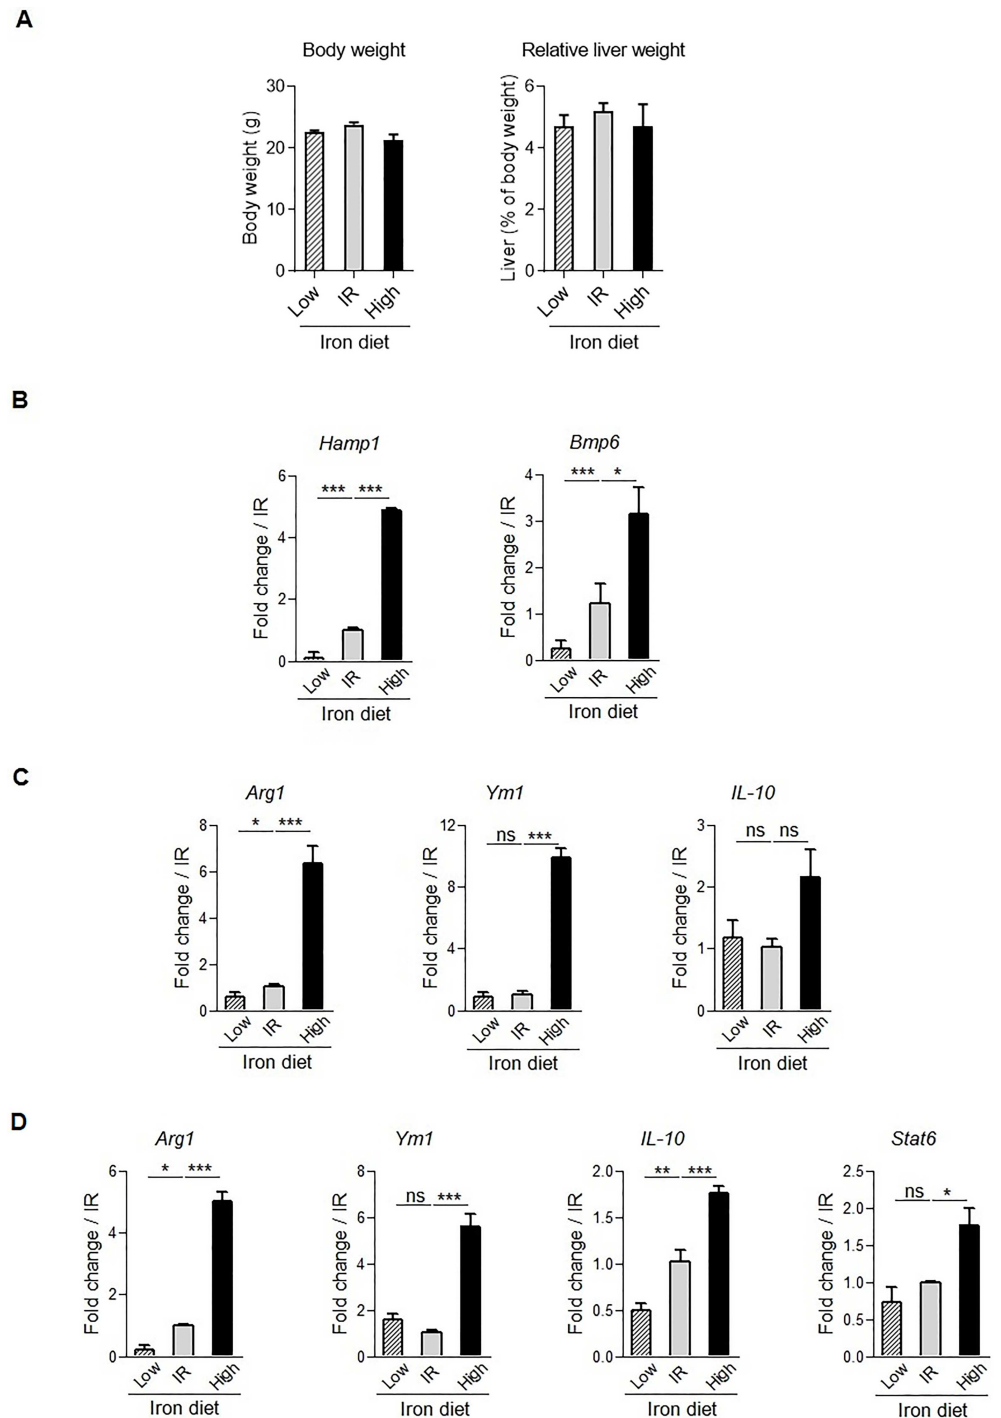 A
Body weight
Relative liver weight
Body weight (g)
30
20
10
0
Low
IR
High
Iron diet
Liver (% of body weight)
6
4
2
0
Low
IR
High
Iron diet
B
Hamp1
Bmp6
Fold change / IR
6
4
2
0
*** ***
Low
IR
High
Iron diet
Fold change / IR
4
3
2
1
0
*** *
Low
IR
High
Iron diet
C
Arg1
Ym1
IL-10
Fold change / IR
8
6
4
2
0
* ***
Low
IR
High
Iron diet
Fold change / IR
12
8
4
0
ns ***
Low
IR
High
Iron diet
Fold change / IR
3
2
1
0
ns ns
Low
IR
High
Iron diet
D
Arg1
Ym1
IL-10
Stat6
Fold change / IR
6
4
2
0
* ***
Low
IR
High
Iron diet
Fold change / IR
8
6
4
2
0
ns ***
Low
IR
High
Iron diet
Fold change / IR
2.0
1.5
1.0
0.5
0.0
** ***
Low
IR
High
Iron diet
Fold change / IR
2.5
2.0
1.5
1.0
0.5
0.0
ns *
Low
IR
High
Iron diet